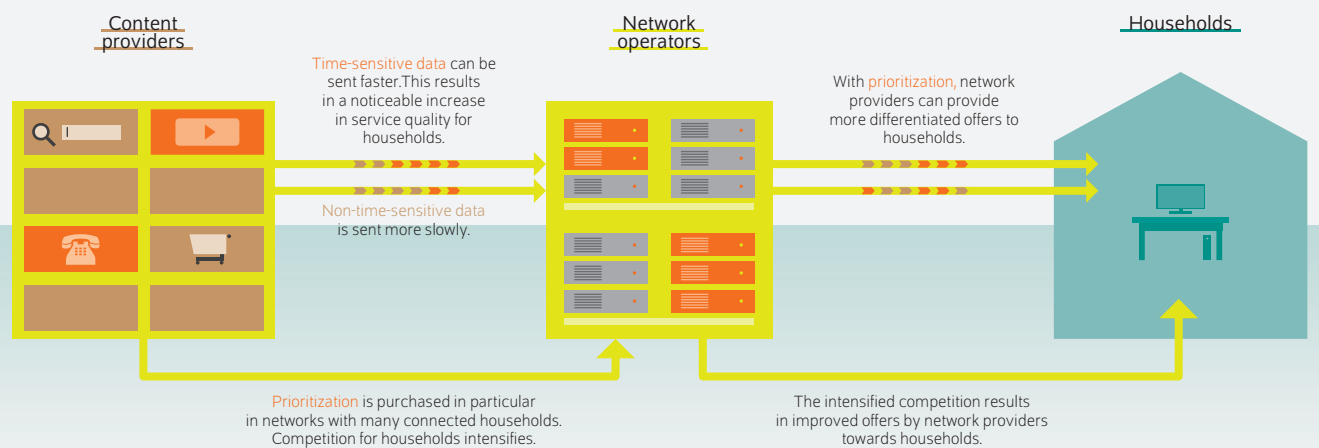 Content
providers
Network
operators
Households
Time-sensitive data can be
sent faster.This results
in a noticeable increase
in service quality for
households.
Non-time-sensitive data
is sent more slowly.
With prioritization, network
providers can provide
more differentiated offers to
households.
Prioritization is purchased in particular
in networks with many connected households.
Competition for households intensifies.
The intensified competition results
in improved offers by network providers
towards households.